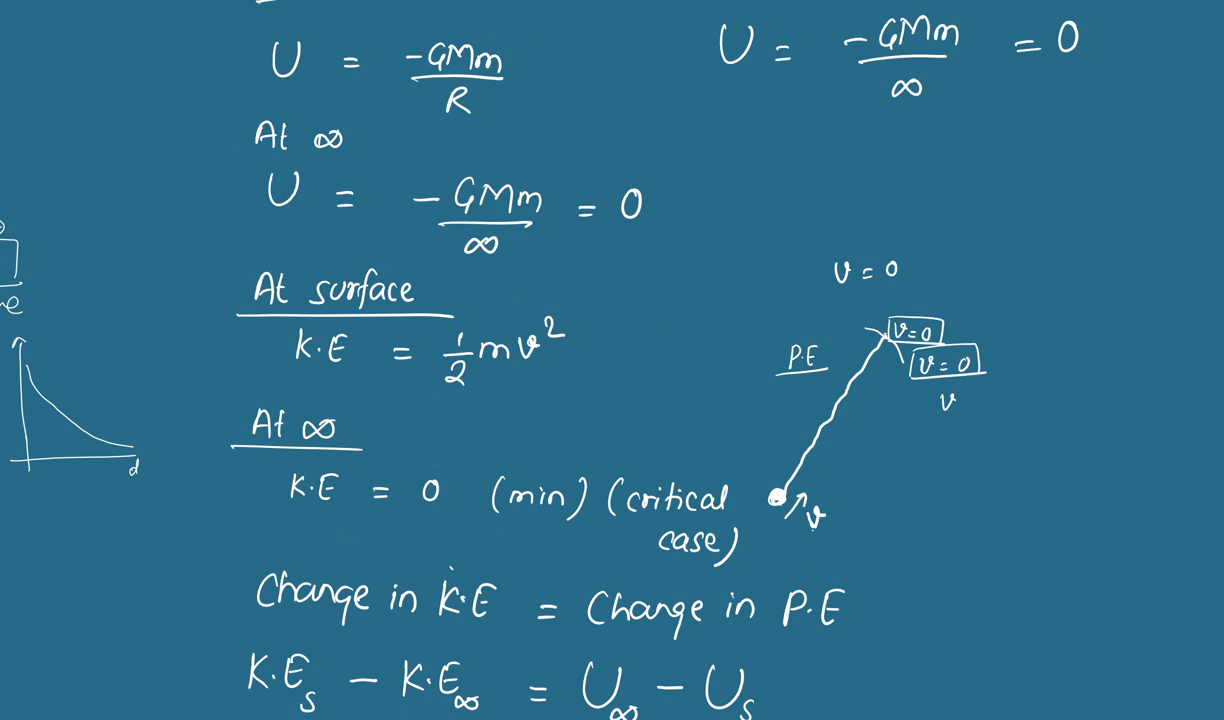 U = -GMm/R
U = -GMm/∞ = 0
At ∞
U = -GMm/∞ = 0
At surface
K.E = 1/2 mv²
At ∞
K.E = 0 (min) (critical case)
v = 0
v=0
P.E
v = 0
v
v
d
Change in K.E = Change in P.E
K.E_s - K.E_∞ = U_∞ - U_s